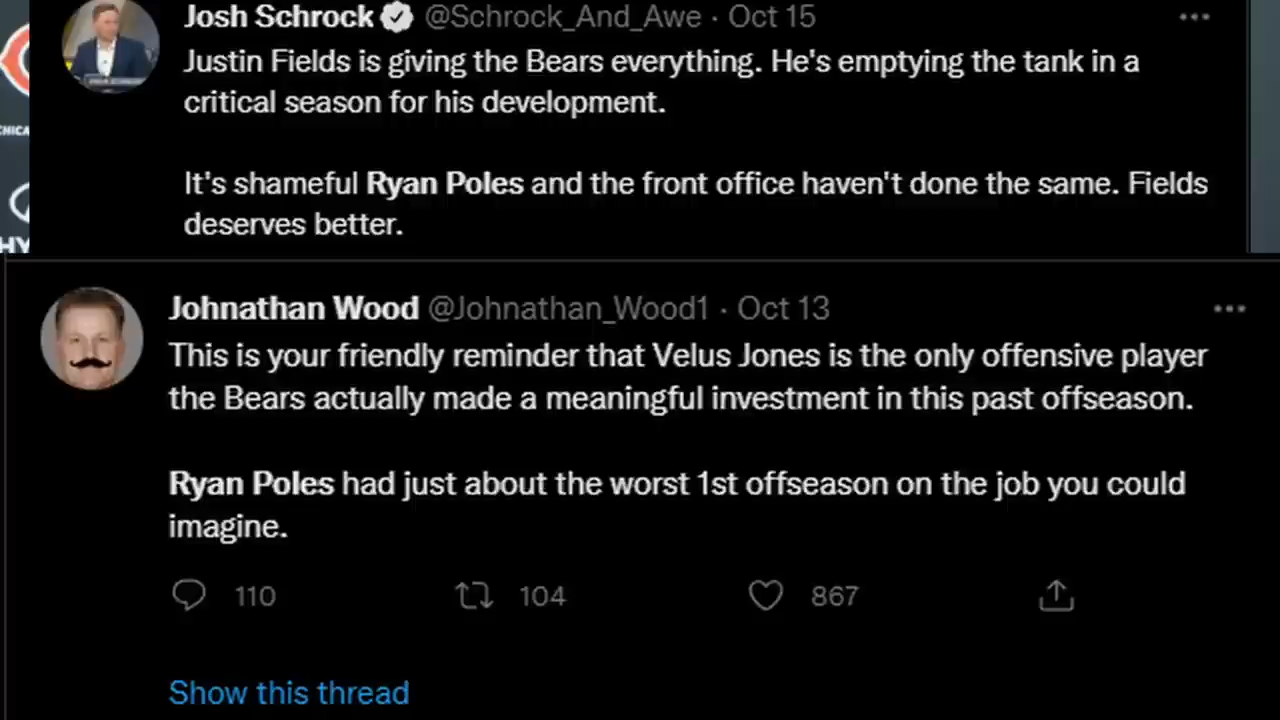 Josh Schrock @Schrock_And_Awe · Oct 15
Justin Fields is giving the Bears everything. He's emptying the tank in a
critical season for his development.
It's shameful Ryan Poles and the front office haven't done the same. Fields
deserves better.
Johnathan Wood @Johnathan_Wood1 · Oct 13
This is your friendly reminder that Velus Jones is the only offensive player
the Bears actually made a meaningful investment in this past offseason.
Ryan Poles had just about the worst 1st offseason on the job you could
imagine.
110 104 867
Show this thread
CHICA
HY